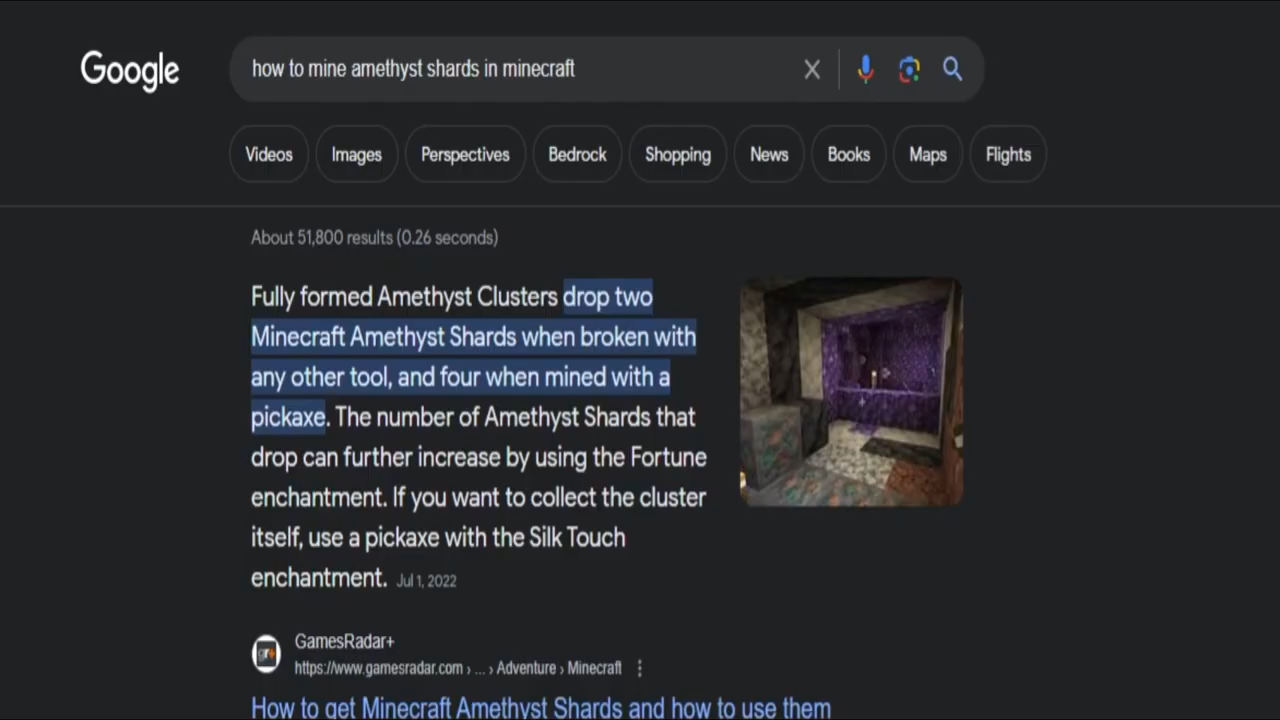 Google
how to mine amethyst shards in minecraft
Videos Images Perspectives Bedrock Shopping News Books Maps Flights
About 51,800 results (0.26 seconds)
Fully formed Amethyst Clusters drop two
Minecraft Amethyst Shards when broken with
any other tool, and four when mined with a
pickaxe. The number of Amethyst Shards that
drop can further increase by using the Fortune
enchantment. If you want to collect the cluster
itself, use a pickaxe with the Silk Touch
enchantment. Jul 1, 2022
gr+
GamesRadar+
https://www.gamesradar.com › ... › Adventure › Minecraft
How to get Minecraft Amethyst Shards and how to use them